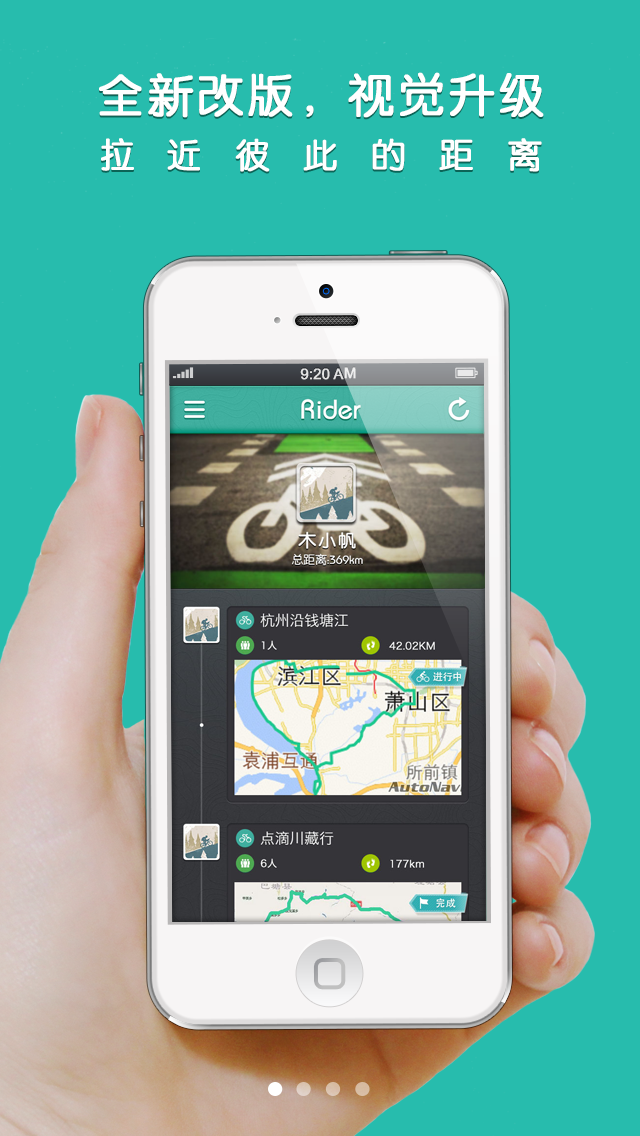 全新改版，视觉升级
拉近彼此的距离
9:20 AM
Rider
木小帆
总距离:369km
杭州沿钱塘江
1人
42.02KM
滨江区
进行中
萧山区
袁浦互通
所前镇
AutoNav
点滴川藏行
6人
177km
完成